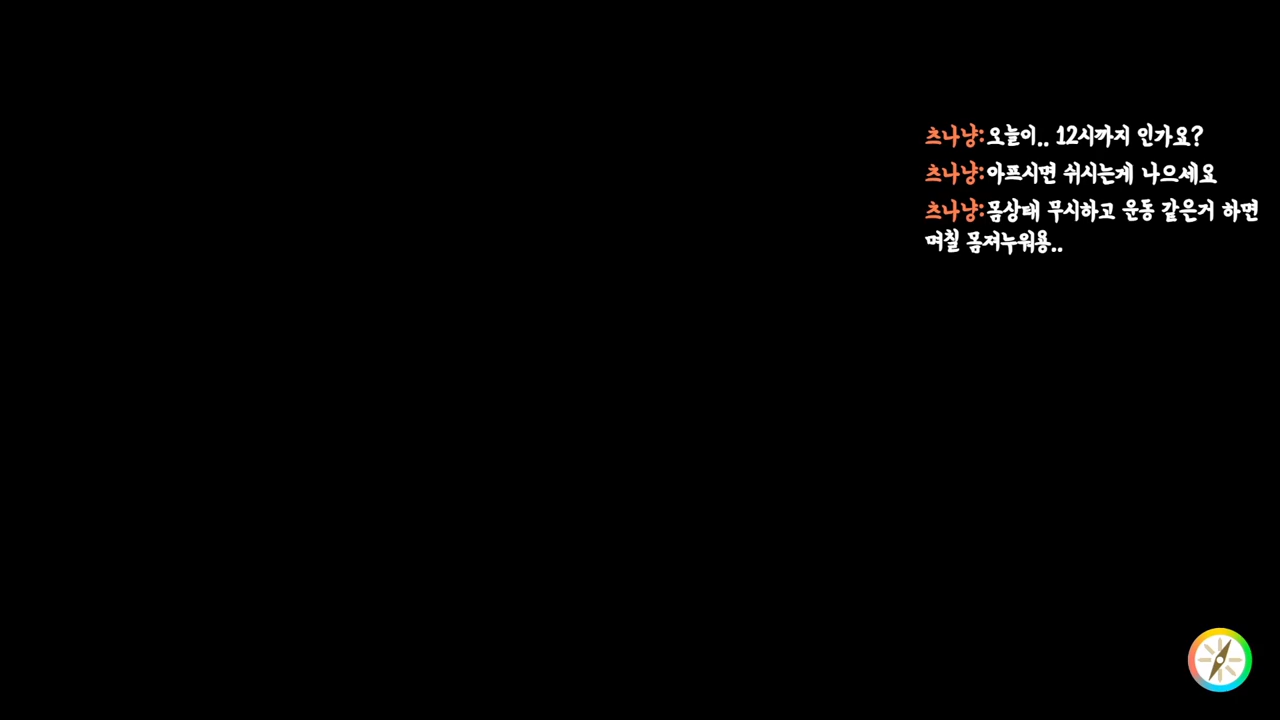 츠나냥:오늘이.. 12시까지 인가요?
츠나냥:아프시면 쉬시는게 나으세요
츠나냥:몸상태 무시하고 운동 같은거 하면
며칠 몸져누워용..